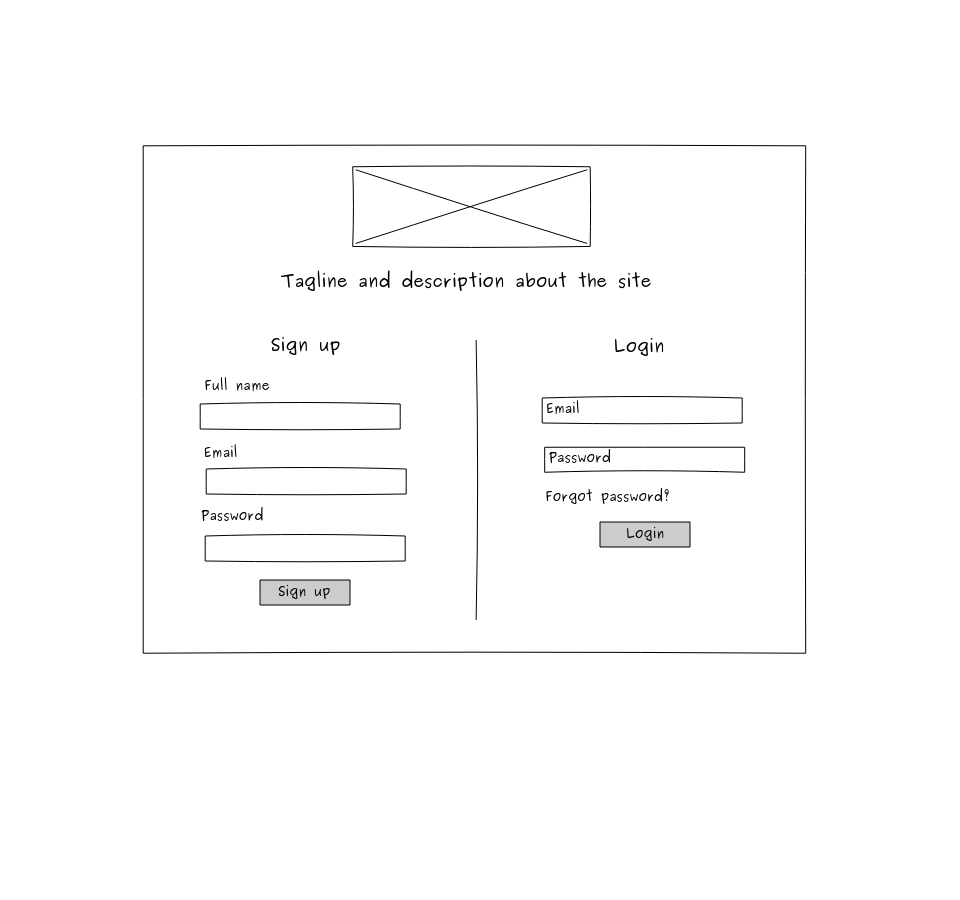 Tagline and description about the site
Sign up
Full name
Email
Password
Sign up
Login
Email
Password
Forgot password?
Login